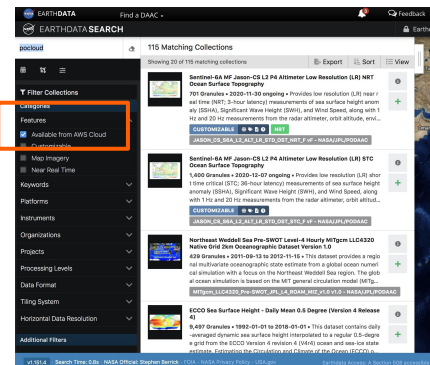 EARTHDATA
Find a DAAC
Feedback
EARTHDATA SEARCH
Earth
pocloud
115 Matching Collections
Showing 20 of 115 matching collections
Export
Sort
View
Filter Collections
Categories
Features
Available from AWS Cloud
Customizable
Map Imagery
Near Real Time
Keywords
Platforms
Instruments
Organizations
Projects
Processing Levels
Data Format
Tiling System
Horizontal Data Resolution
Additional Filters
Sentinel-6A MF Jason-CS L2 P4 Altimeter Low Resolution (LR) NRT
Ocean Surface Topography
701 Granules • 2020-11-30 ongoing • Provides low resolution (LR) near r
eal time (NRT; 3-hour latency) measurements of sea surface height anom
aly (SSHA), Significant Wave Height (SWH), and Wind Speed, along with 1
Hz and 20 Hz measurements from the radar altimeter, orbit altitude, envi...
CUSTOMIZABLE
NRT
JASON_CS_S6A_L2_ALT_LR_STD_OST_NRT_F vF - NASA/JPL/PODAAC
Sentinel-6A MF Jason-CS L2 P4 Altimeter Low Resolution (LR) STC
Ocean Surface Topography
1,400 Granules • 2020-12-07 ongoing • Provides low resolution (LR) shor
t time critical (STC; 36-hour latency) measurements of sea surface height
anomaly (SSHA), Significant Wave Height (SWH), and Wind Speed, along
with 1 Hz and 20 Hz measurements from the radar altimeter, orbit altitud...
CUSTOMIZABLE
JASON_CS_S6A_L2_ALT_LR_STD_OST_STC_F vF - NASA/JPL/PODAAC
Northeast Weddell Sea Pre-SWOT Level-4 Hourly MITgcm LLC4320
Native Grid 2km Oceanographic Dataset Version 1.0
429 Granules • 2011-09-13 to 2012-11-15 • This dataset provides a regio
nal multivariate oceanographic state estimate from a global ocean numeri
cal simulation with a focus on the Northeast Weddell Sea region. The glob
al ocean simulation is based on the MIT general circulation model (MITg...
MITgcm_LLC4320_Pre-SWOT_JPL_L4_ROAM_MIZ_v1.0 v1.0 - NASA/JPL/PODAAC
ECCO Sea Surface Height - Daily Mean 0.5 Degree (Version 4 Release
4)
9,497 Granules • 1992-01-01 to 2018-01-01 • This dataset contains daily
-averaged dynamic sea surface height interpolated to a regular 0.5-degre
e grid from the ECCO Version 4 revision 4 (V4r4) ocean and sea-ice state
estimate. Estimating the Circulation and Climate of the Ocean (ECCO) p...
v1.151.4
Search Time: 0.8s
NASA Official: Stephen Berrick
FOIA
NASA Privacy Policy
USA.gov
Earthdata Access: A Section 508 accessible